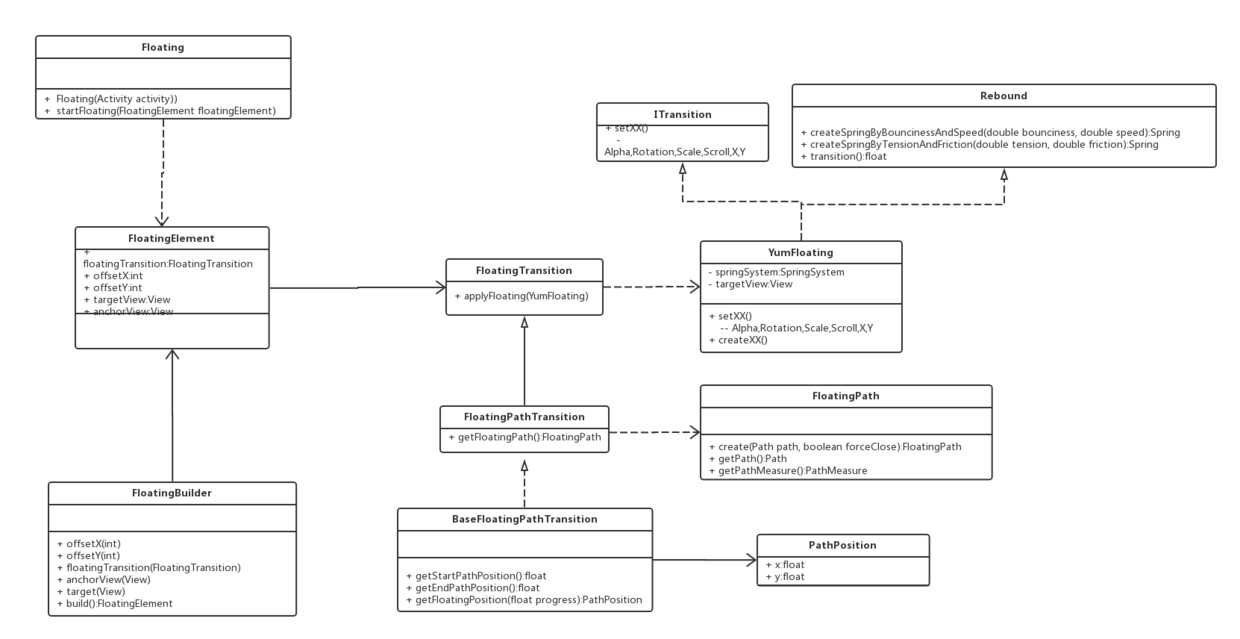 Floating
+ Floating(Activity activity))
+ startFloating(FloatingElement floatingElement)
ITransition
+ setXX()
-
Alpha,Rotation,Scale,Scroll,X,Y
Rebound
+ createSpringByBouncinessAndSpeed(double bounciness, double speed):Spring
+ createSpringByTensionAndFriction(double tension, double friction):Spring
+ transition():float
FloatingElement
+
floatingTransition:FloatingTransition
+ offsetX:int
+ offsetY:int
+ targetView:View
+ anchorView:View
FloatingTransition
+ applyFloating(YumFloating)
YumFloating
- springSystem:SpringSystem
- targetView:View
+ setXX()
-- Alpha,Rotation,Scale,Scroll,X,Y
+ createXX()
FloatingPathTransition
+ getFloatingPath():FloatingPath
FloatingPath
+ create(Path path, boolean forceClose):FloatingPath
+ getPath():Path
+ getPathMeasure():PathMeasure
FloatingBuilder
+ offsetX(int)
+ offsetY(int)
+ floatingTransition(FloatingTransition)
+ anchorView(View)
+ target(View)
+ build():FloatingElement
BaseFloatingPathTransition
+ getStartPathPosition():float
+ getEndPathPosition():float
+ getFloatingPosition(float progress):PathPosition
PathPosition
+ x:float
+ y:float